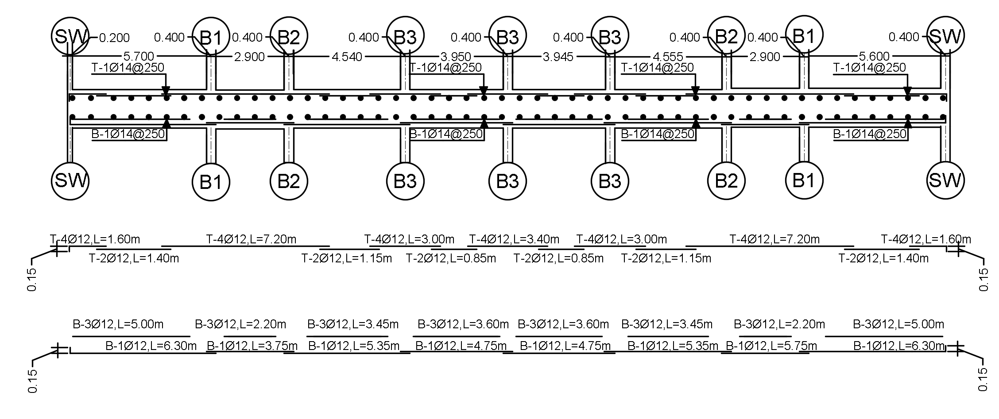 SW B1 B2 B3 B3 B3 B2 B1 SW
0.200 0.400 0.400 0.400 0.400 0.400 0.400 0.400 0.400
5.700 2.900 4.540 3.950 3.945 4.555 2.900 5.600
T-1Ø14@250 T-1Ø14@250 T-1Ø14@250 T-1Ø14@250
B-1Ø14@250 B-1Ø14@250 B-1Ø14@250 B-1Ø14@250
SW B1 B2 B3 B3 B3 B2 B1 SW
T-4Ø12,L=1.60m T-4Ø12,L=7.20m T-4Ø12,L=3.00m T-4Ø12,L=3.40m T-4Ø12,L=3.00m T-4Ø12,L=7.20m T-4Ø12,L=1.60m
T-2Ø12,L=1.40m T-2Ø12,L=1.15m T-2Ø12,L=0.85m T-2Ø12,L=0.85m T-2Ø12,L=1.15m T-2Ø12,L=1.40m
0.15 0.15
B-3Ø12,L=5.00m B-3Ø12,L=2.20m B-3Ø12,L=3.45m B-3Ø12,L=3.60m B-3Ø12,L=3.60m B-3Ø12,L=3.45m B-3Ø12,L=2.20m B-3Ø12,L=5.00m
B-1Ø12,L=6.30m B-1Ø12,L=3.75m B-1Ø12,L=5.35m B-1Ø12,L=4.75m B-1Ø12,L=4.75m B-1Ø12,L=5.35m B-1Ø12,L=5.75m B-1Ø12,L=6.30m
0.15 0.15